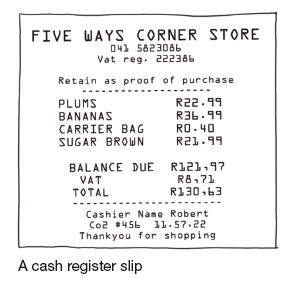 FIVE WAYS CORNER STORE
041 5823086
Vat reg. 222386
Retain as proof of purchase
PLUMS R22.99
BANANAS R36.99
CARRIER BAG R0.40
SUGAR BROWN R21.99
BALANCE DUE R121,97
VAT R8,71
TOTAL R130,63
Cashier Name Robert
Co2 #456 11.57.22
Thankyou for shopping
A cash register slip